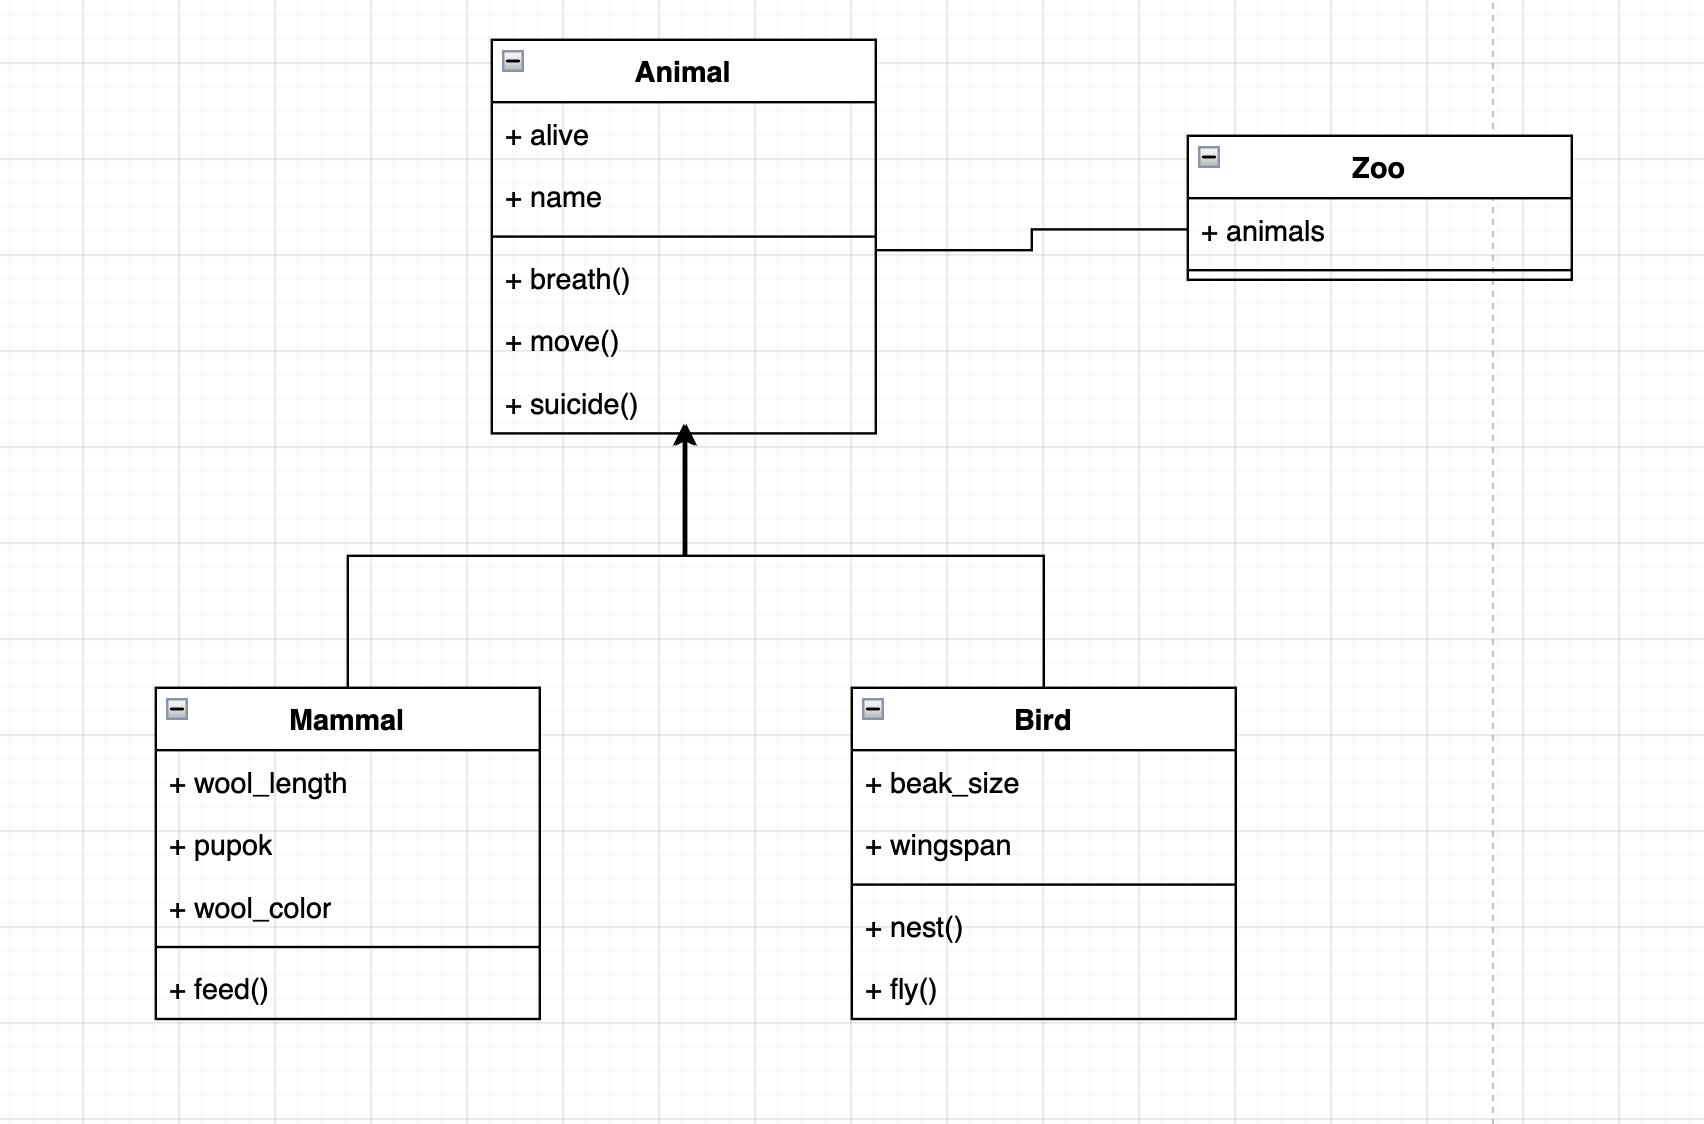 Animal
+ alive
+ name
+ breath()
+ move()
+ suicide()
Zoo
+ animals
Mammal
+ wool_length
+ pupok
+ wool_color
+ feed()
Bird
+ beak_size
+ wingspan
+ nest()
+ fly()